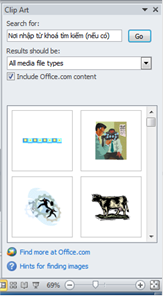 Clip Art
Search for:
Nơi nhập từ khoá tìm kiếm (nếu có)
Go
Results should be:
All media file types
Include Office.com content
Find more at Office.com
Hints for finding images
69%